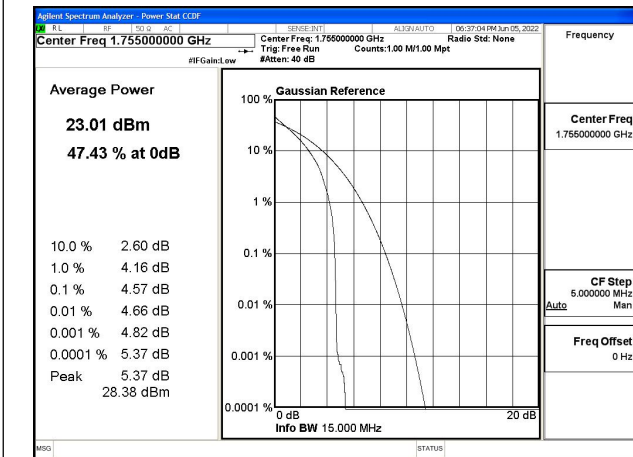 Agilent Spectrum Analyzer - Power Stat CCDF
RL RF 50 Ω AC SENSE:INT ALIGNAUTO 06:37:04 PM Jun 05, 2022
Center Freq 1.755000000 GHz
Center Freq: 1.755000000 GHz Radio Std: None
Trig: Free Run Counts:1.00 M/1.00 Mpt
#IFGain:Low #Atten: 40 dB
Frequency
Average Power
23.01 dBm
47.43 % at 0dB
10.0 % 2.60 dB
1.0 % 4.16 dB
0.1 % 4.57 dB
0.01 % 4.66 dB
0.001 % 4.82 dB
0.0001 % 5.37 dB
Peak 5.37 dB
28.38 dBm
Gaussian Reference
100 %
10 %
1 %
0.1 %
0.01 %
0.001 %
0.0001 %
0 dB 20 dB
Info BW 15.000 MHz
Center Freq
1.755000000 GHz
CF Step
5.000000 MHz
Auto Man
Freq Offset
0 Hz
MSG STATUS